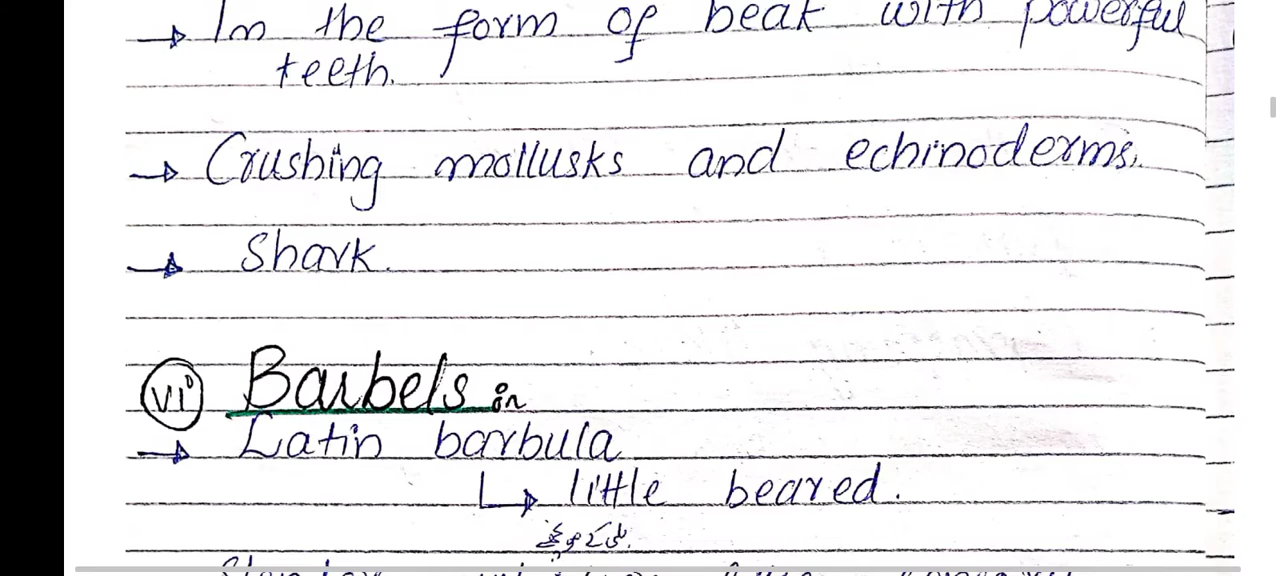 → In the form of beak with powerful
teeth.
→ Crushing mollusks and echinoderms.
→ Shark.
(vi) Barbels :~
→ Latin barbula
↳ little beared.